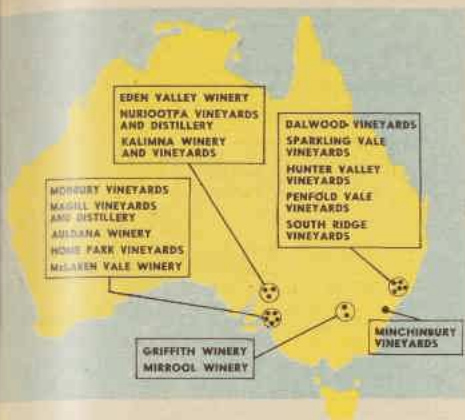 EDEN VALLEY WINERY
NURIOOTPA VINEYARDS
AND DISTILLERY
KALIMNA WINERY
AND VINEYARDS
DALWOOD VINEYARDS
SPARKLING VALE
VINEYARDS
HUNTER VALLEY
VINEYARDS
PENFOLD VALE
VINEYARDS
SOUTH RIDGE
VINEYARDS
MODBURY VINEYARDS
MAGILL VINEYARDS
AND DISTILLERY
AULDANA WINERY
HOME PARK VINEYARDS
McLAREN VALE WINERY
GRIFFITH WINERY
MIRROOL WINERY
MINCHINBURY
VINEYARDS